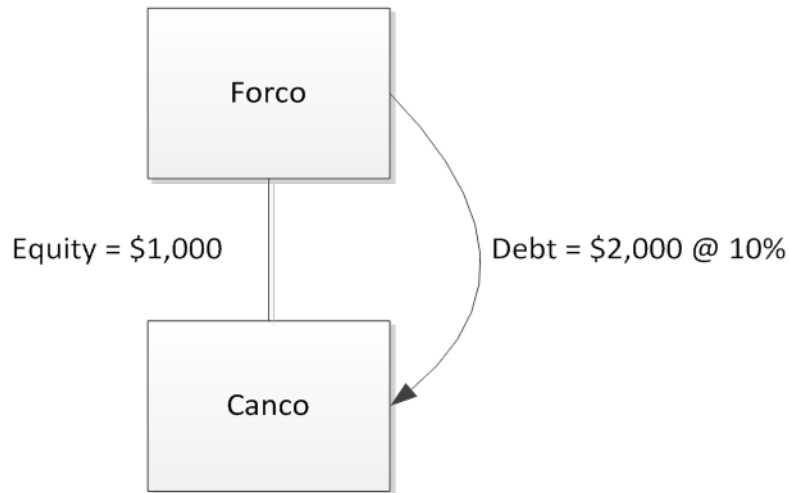 Forco
Equity = $1,000
Debt = $2,000 @ 10%
Canco